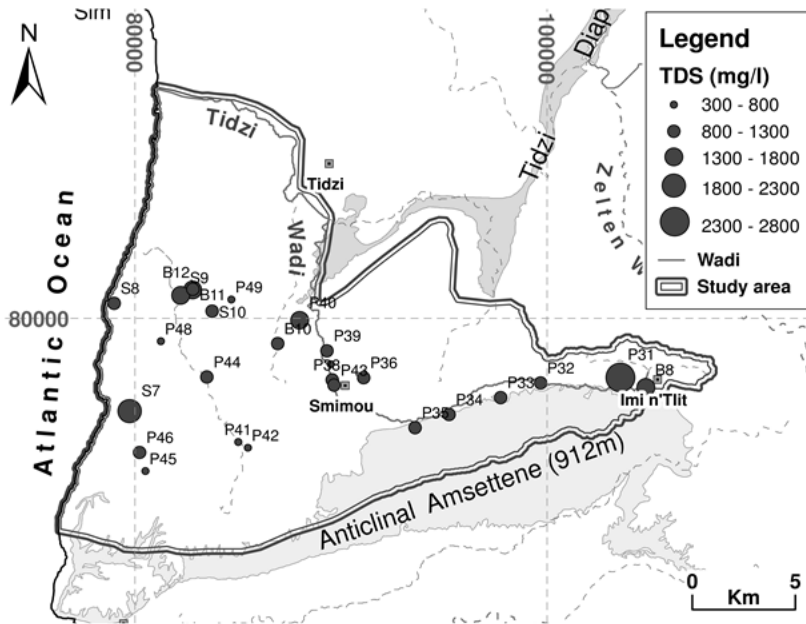 Sim
80000
100000
Diap
Tidzi
N
Tidzi
Tidzi
Wadi
Zelten W
Atlantic Ocean
80000
S8
B12
S9
B11
S10
P49
P40
B10
P48
P39
P38
P43
P36
P44
Smimou
S7
P31
B8
P32
P33
Imi n'Tlit
P34
P35
P41
P42
P46
P45
Anticlinal Amsettene (912m)
Legend
TDS (mg/l)
300 - 800
800 - 1300
1300 - 1800
1800 - 2300
2300 - 2800
Wadi
Study area
0 5
Km